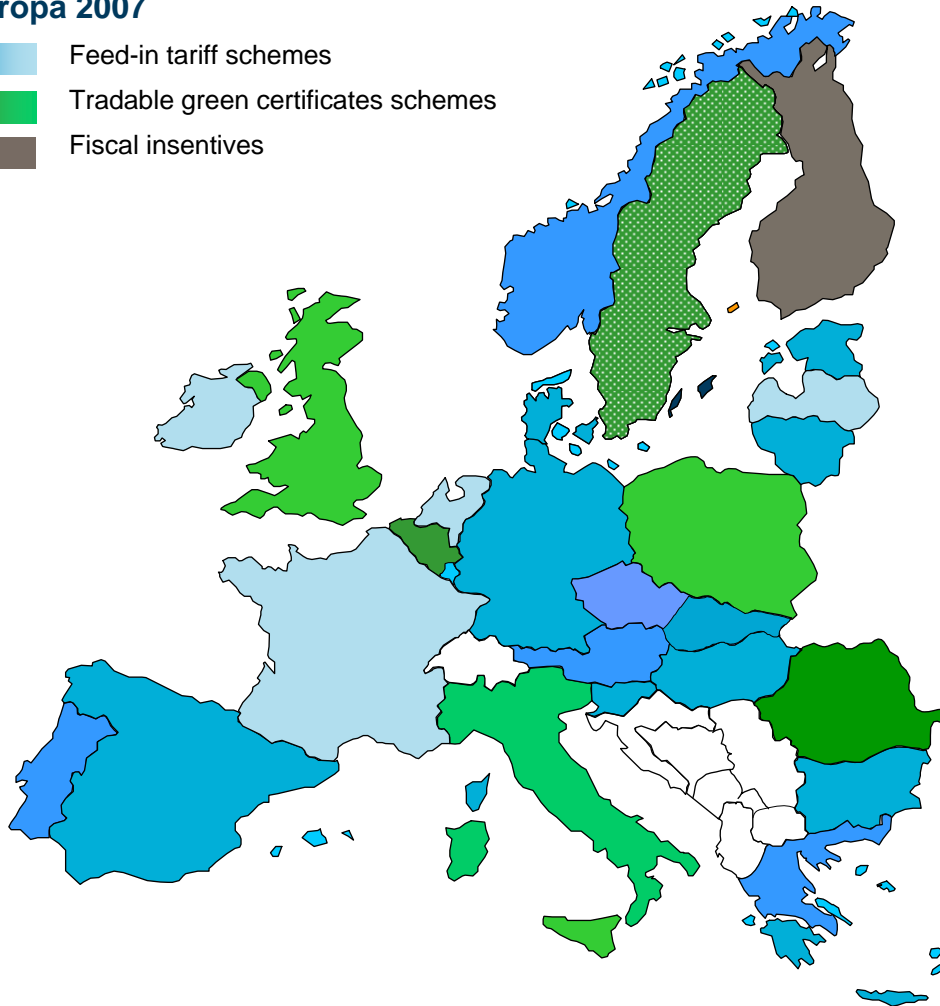 ropa 2007
Feed-in tariff schemes
Tradable green certificates schemes
Fiscal insentives